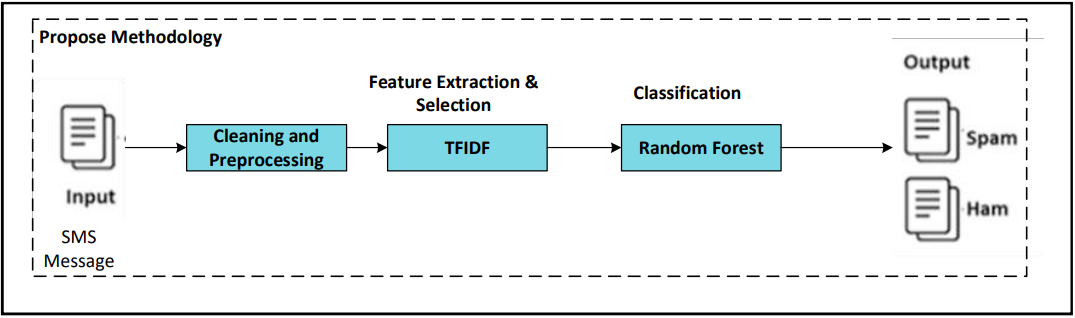 Propose Methodology
Input
SMS
Message
Cleaning and
Preprocessing
Feature Extraction &
Selection
TFIDF
Classification
Random Forest
Output
Spam
Ham